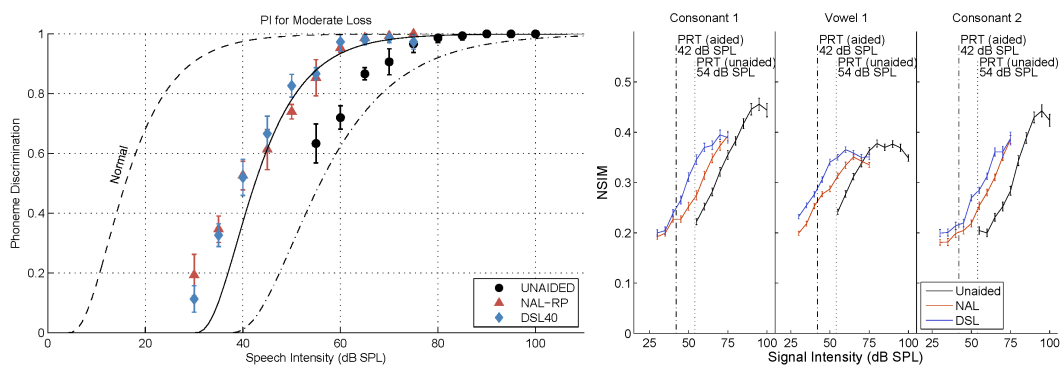 PI for Moderate Loss
Phoneme Discrimination
1
0.8
0.6
0.4
0.2
0
Normal
UNAIDED
NAL-RP
DSL40
0
20
40
60
80
100
Speech Intensity (dB SPL)
Consonant 1
Vowel 1
Consonant 2
PRT (aided)
42 dB SPL
PRT (unaided)
54 dB SPL
PRT (aided)
42 dB SPL
PRT (unaided)
54 dB SPL
PRT (aided)
42 dB SPL
PRT (unaided)
54 dB SPL
NSIM
0.5
0.4
0.3
0.2
0
Unaided
NAL
DSL
25
50
75
100
25
50
75
100
25
50
75
100
Signal Intensity (dB SPL)